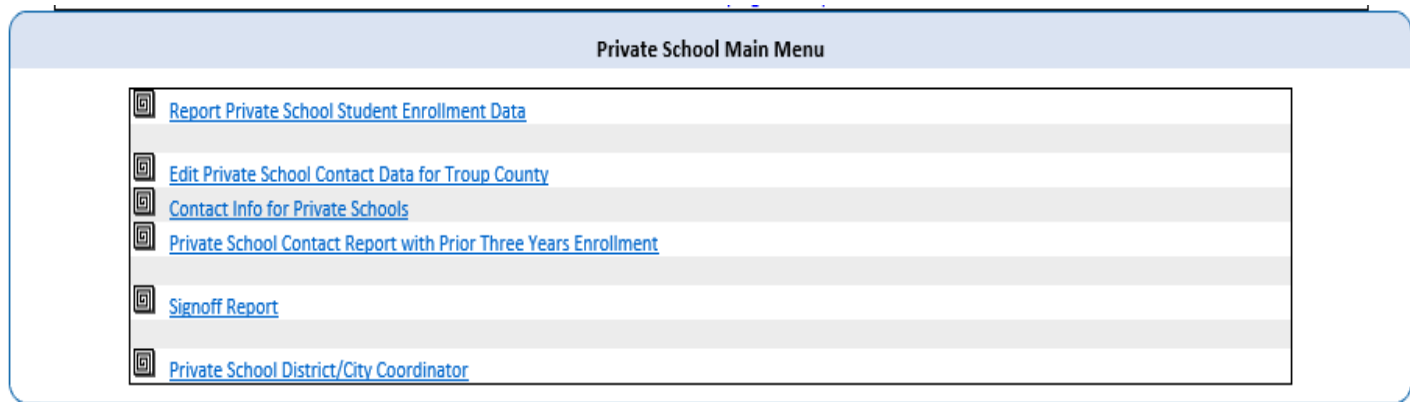 Private School Main Menu
Report Private School Student Enrollment Data
Edit Private School Contact Data for Troup County
Contact Info for Private Schools
Private School Contact Report with Prior Three Years Enrollment
Signoff Report
Private School District/City Coordinator